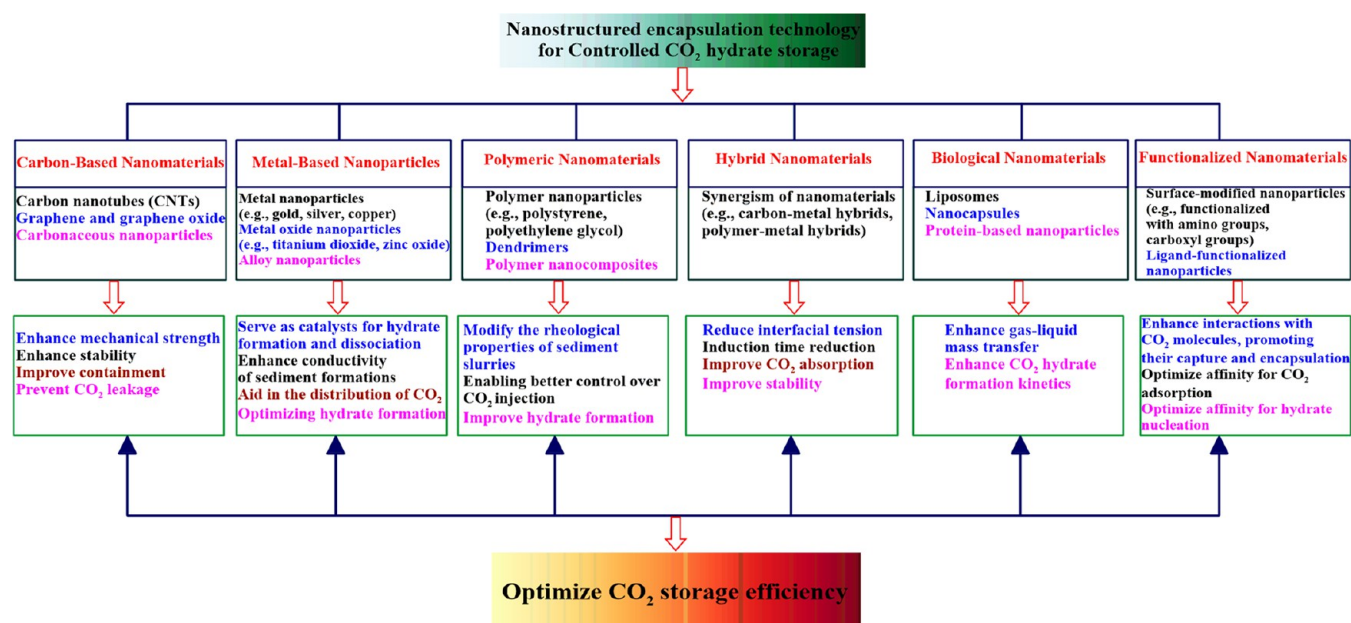 Nanostructured encapsulation technology
for Controlled CO₂ hydrate storage
Carbon-Based Nanomaterials
Carbon nanotubes (CNTs)
Graphene and graphene oxide
Carbonaceous nanoparticles
Enhance mechanical strength
Enhance stability
Improve containment
Prevent CO₂ leakage
Metal-Based Nanoparticles
Metal nanoparticles
(e.g., gold, silver, copper)
Metal oxide nanoparticles
(e.g., titanium dioxide, zinc oxide)
Alloy nanoparticles
Serve as catalysts for hydrate
formation and dissociation
Enhance conductivity
of sediment formations
Aid in the distribution of CO₂
Optimizing hydrate formation
Polymeric Nanomaterials
Polymer nanoparticles
(e.g., polystyrene,
polyethylene glycol)
Dendrimers
Polymer nanocomposites
Modify the rheological
properties of sediment
slurries
Enabling better control over
CO₂ injection
Improve hydrate formation
Hybrid Nanomaterials
Synergism of nanomaterials
(e.g., carbon-metal hybrids,
polymer-metal hybrids)
Reduce interfacial tension
Induction time reduction
Improve CO₂ absorption
Improve stability
Biological Nanomaterials
Liposomes
Nanocapsules
Protein-based nanoparticles
Enhance gas-liquid
mass transfer
Enhance CO₂ hydrate
formation kinetics
Functionalized Nanomaterials
Surface-modified nanoparticles
(e.g., functionalized
with amino groups,
carboxyl groups)
Ligand-functionalized
nanoparticles
Enhance interactions with
CO₂ molecules, promoting
their capture and encapsulation
Optimize affinity for CO₂
adsorption
Optimize affinity for hydrate
nucleation
Optimize CO₂ storage efficiency